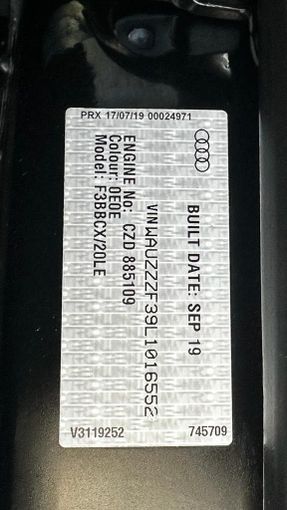 PRX 17/07/19 00024971
BUILT DATE: SEP 19
VIN WAUZZZF39L1016552
ENGINE No: CZD 885109
Colour: 0E0E
Model: F3BBCX/20LE
V3119252
745709